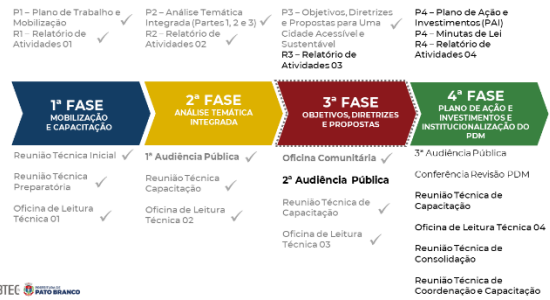 P1 – Plano de Trabalho e
Mobilização
R1 – Relatório de
Atividades 01
P2 – Análise Temática
Integrada (Partes 1, 2 e 3)
R2 – Relatório de
Atividades 02
P3 – Objetivos, Diretrizes
e Propostas para Uma
Cidade Acessível e
Sustentável
R3 – Relatório de
Atividades 03
P4 – Plano de Ação e
Investimentos (PAI)
P4 – Minutas de Lei
R4 – Relatório de
Atividades 04
1ª FASE
MOBILIZAÇÃO
E CAPACITAÇÃO
2ª FASE
ANÁLISE TEMÁTICA
INTEGRADA
3ª FASE
OBJETIVOS, DIRETRIZES
E PROPOSTAS
4ª FASE
PLANO DE AÇÃO E
INVESTIMENTOS E
INSTITUCIONALIZAÇÃO DO
PDM
Reunião Técnica Inicial
Reunião Técnica
Preparatória
Oficina de Leitura
Técnica 01
1ª Audiência Pública
Reunião Técnica
Capacitação
Oficina de Leitura
Técnica 02
Oficina Comunitária
2ª Audiência Pública
Reunião Técnica de
Capacitação
Oficina de Leitura
Técnica 03
3ª Audiência Pública
Conferência Revisão PDM
Reunião Técnica de
Capacitação
Oficina de Leitura Técnica 04
Reunião Técnica de
Consolidação
Reunião Técnica de
Coordenação e Capacitação
PATO BRANCO